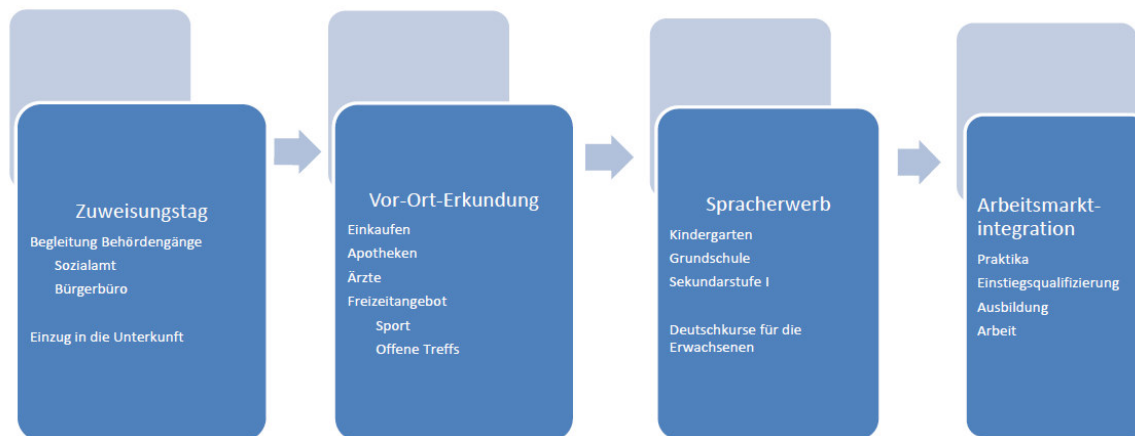 Zuweisungstag
Begleitung Behördengänge
Sozialamt
Bürgerbüro
Einzug in die Unterkunft
Vor-Ort-Erkundung
Einkaufen
Apotheken
Ärzte
Freizeitangebot
Sport
Offene Treffs
Spracherwerb
Kindergarten
Grundschule
Sekundarstufe I
Deutschkurse für die
Erwachsenen
Arbeitsmarkt-
integration
Praktika
Einstiegsqualifizierung
Ausbildung
Arbeit